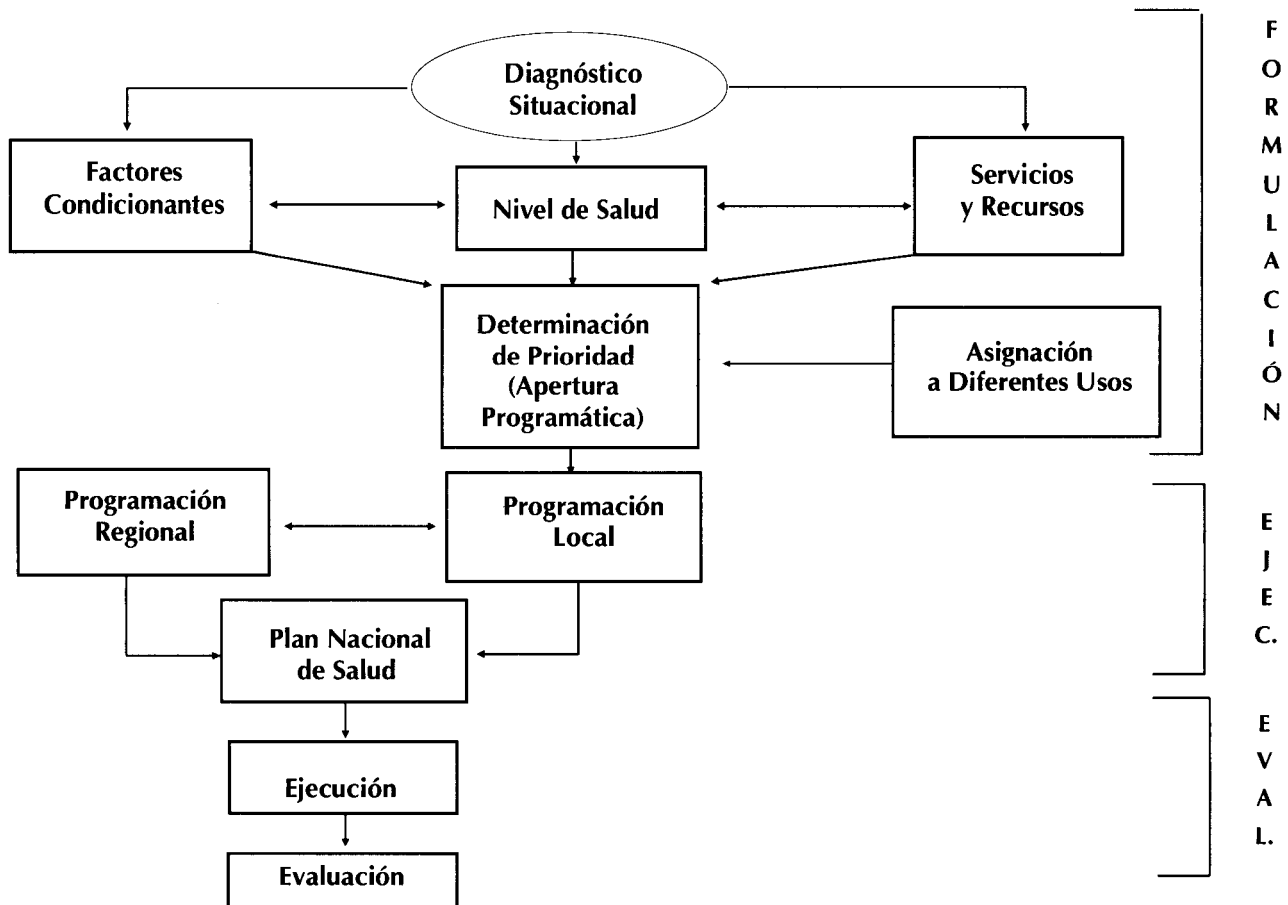 Diagnóstico
Situacional
Factores
Condicionantes
Nivel de Salud
Servicios
y Recursos
Determinación
de Prioridad
(Apertura
Programática)
Asignación
a Diferentes Usos
Programación
Regional
Programación
Local
Plan Nacional
de Salud
Ejecución
Evaluación
F
O
R
M
U
L
A
C
I
Ó
N
E
J
E
C.
E
V
A
L.